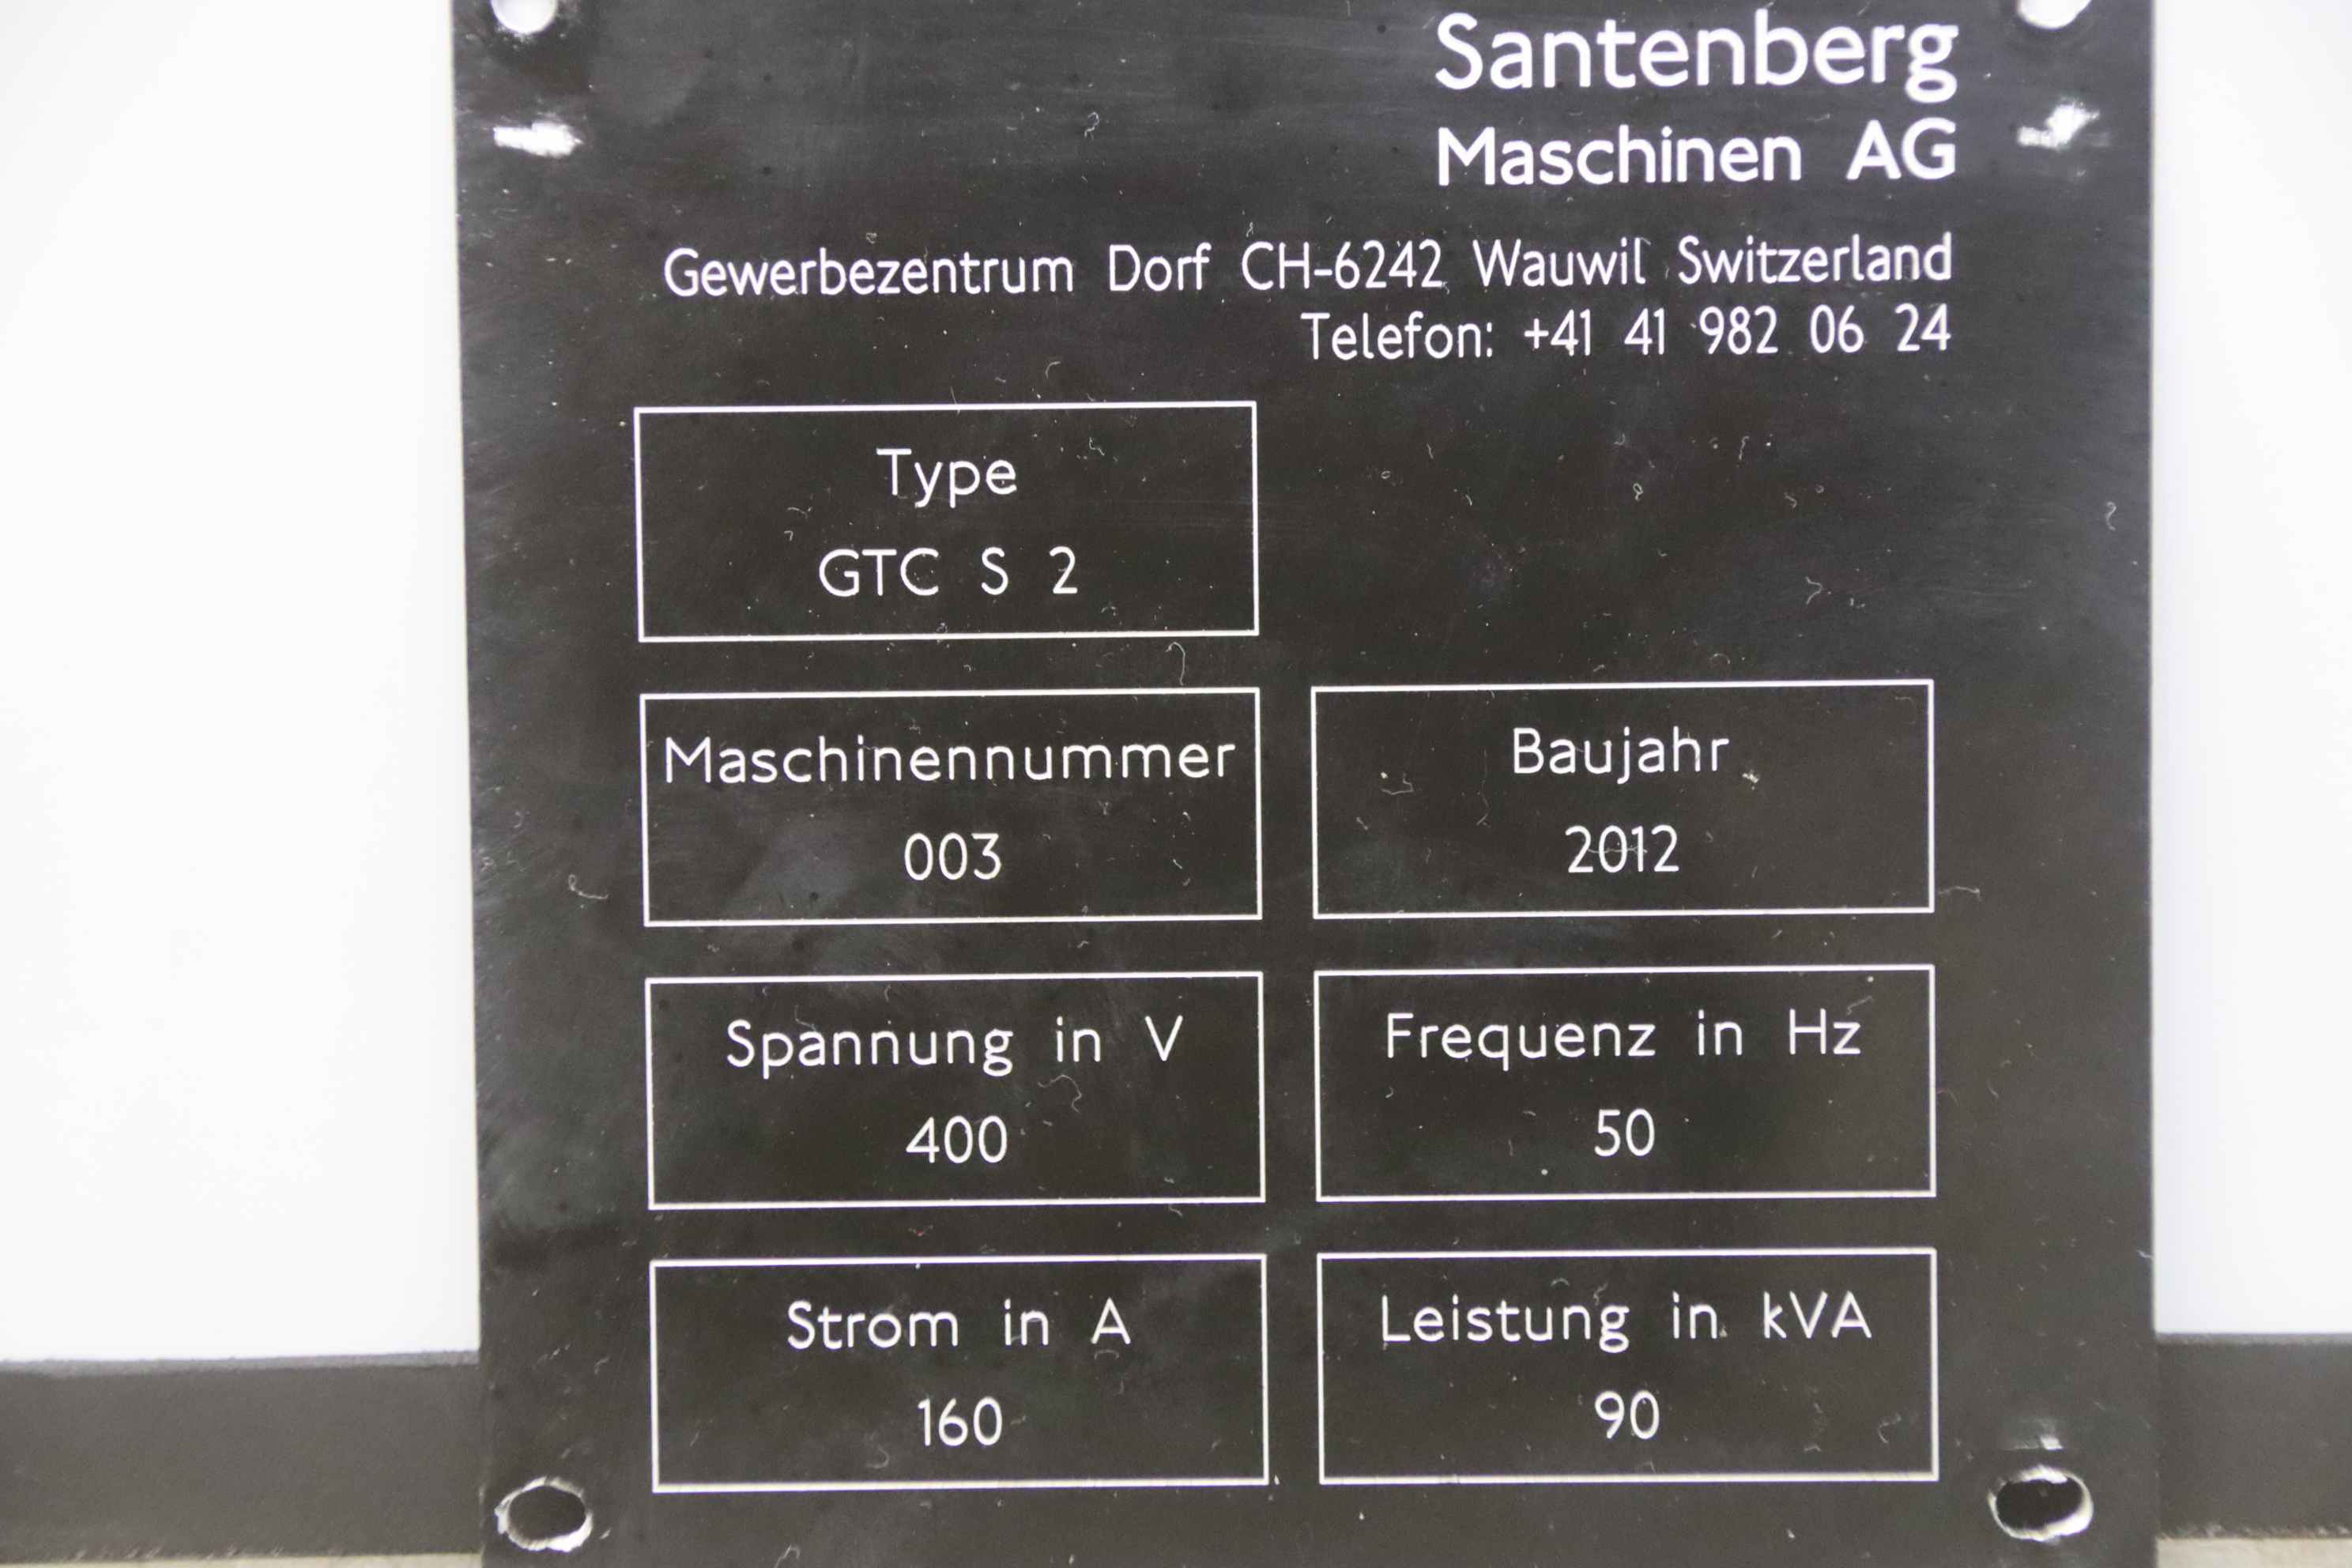 Santenberg
Maschinen AG
Gewerbezentrum Dorf CH-6242 Wauwil Switzerland
Telefon: +41 41 982 06 24
Type
GTC S 2
Maschinennummer
003
Baujahr
2012
Spannung in V
400
Frequenz in Hz
50
Strom in A
160
Leistung in kVA
90